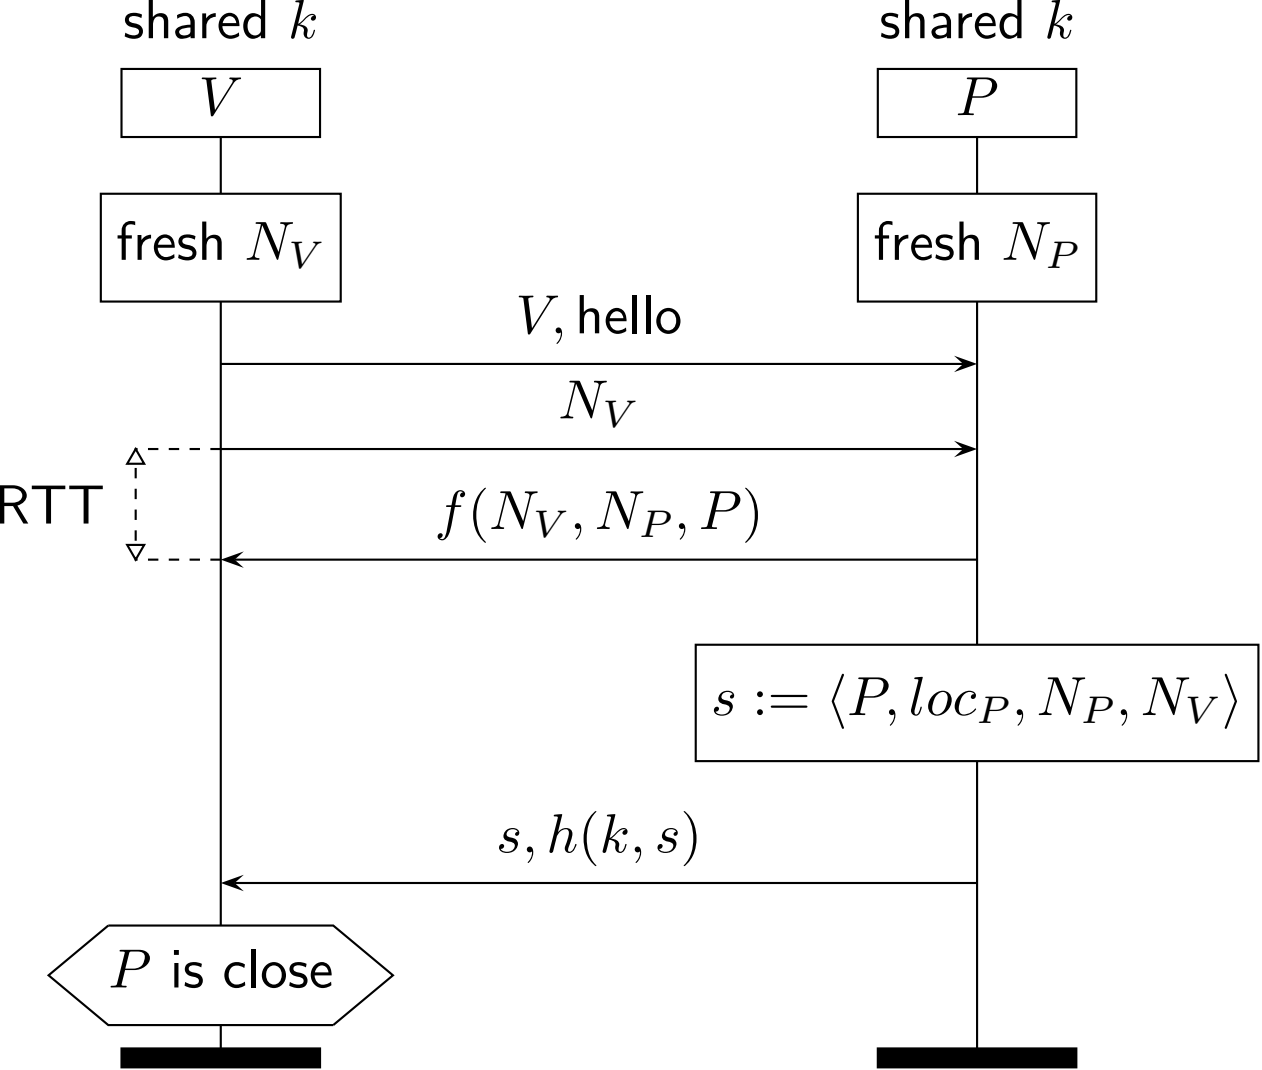 shared k shared k
V P
fresh N_V fresh N_P
V, hello
N_V
RTT f(N_V, N_P, P)
s := ⟨P, loc_P, N_P, N_V⟩
s, h(k, s)
P is close